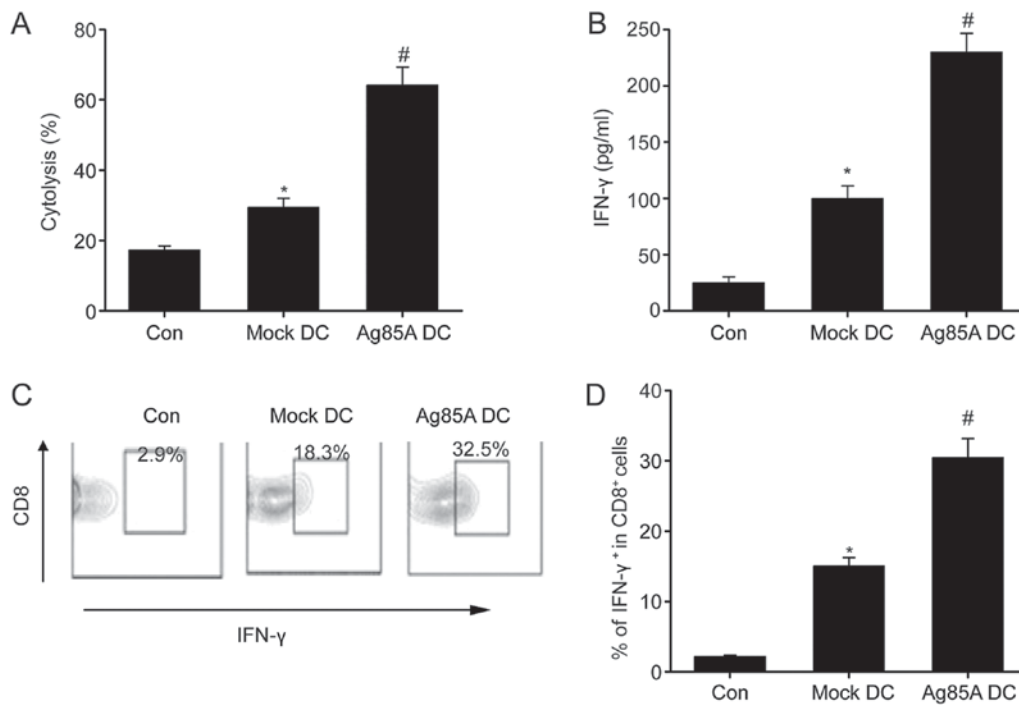 A
Cytolysis (%)
80
60
40
20
0
*
#
Con Mock DC Ag85A DC
B
IFN-γ (pg/ml)
250
200
150
100
50
0
*
#
Con Mock DC Ag85A DC
C
Con Mock DC Ag85A DC
2.9% 18.3% 32.5%
CD8
IFN-γ
D
% of IFN-γ+ in CD8+ cells
40
30
20
10
0
*
#
Con Mock DC Ag85A DC